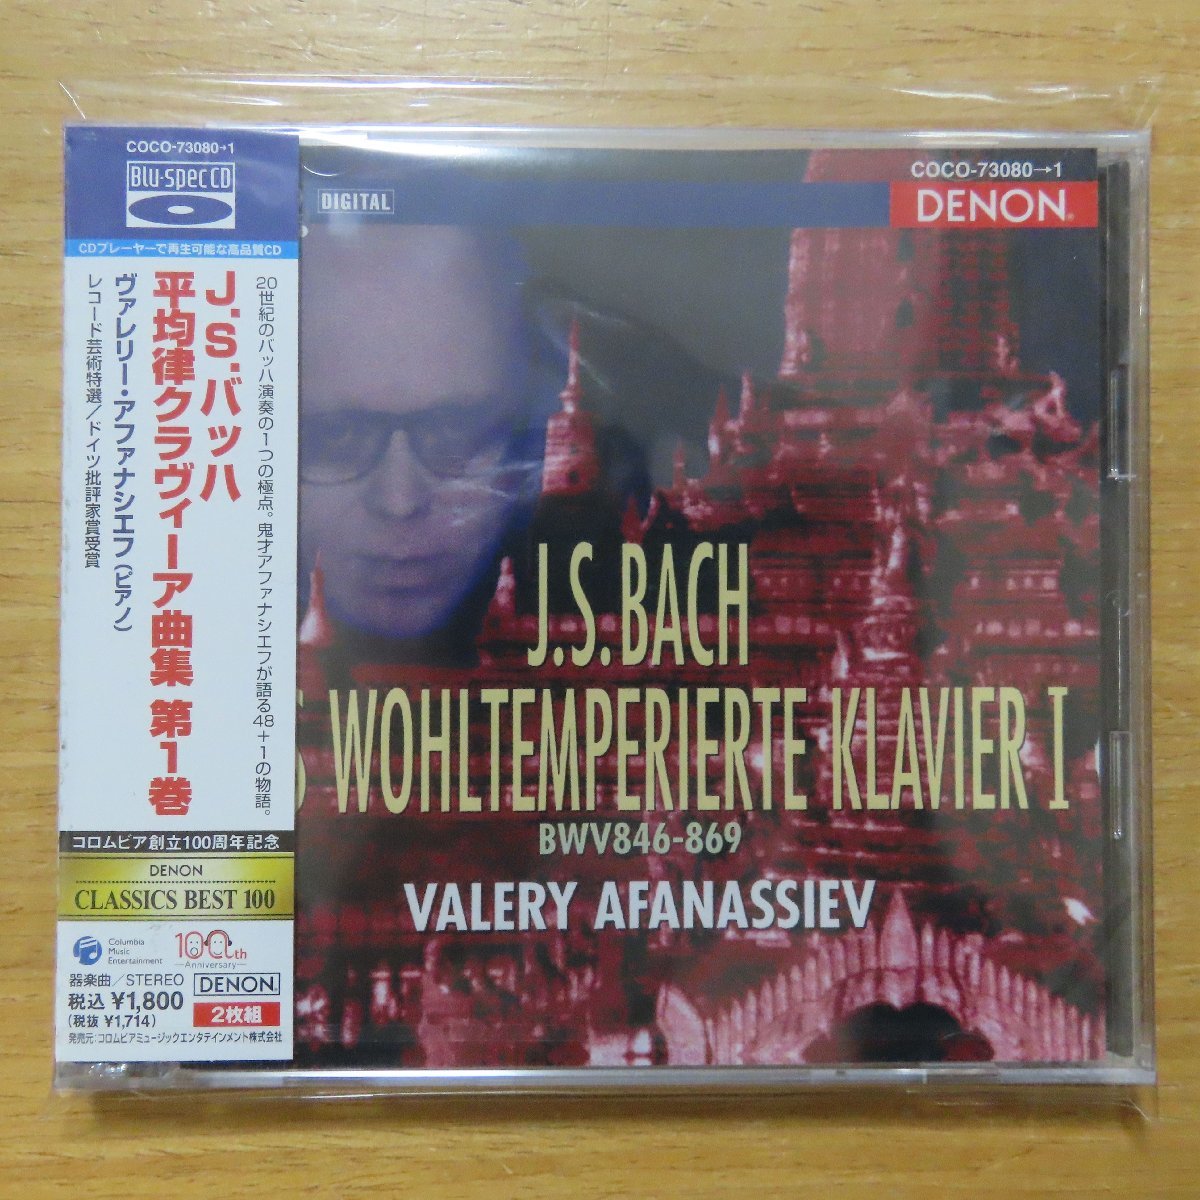 COCO-73080→1
Blu-spec CD
CDプレーヤーで再生可能な高品質CD
20世紀のバッハ演奏の1つの極点。鬼才アファナシエフが語る48+1の物語。
J.S.バッハ
平均律クラヴィーア曲集 第1巻
ヴァレリー・アファナシエフ(ピアノ)
レコード芸術特選/ドイツ批評家賞受賞
コロムビア創立100周年記念
DENON
CLASSICS BEST 100
Columbia
Music
Entertainment
100th
Anniversary
器楽曲/STEREO
DENON
税込 ¥1,800
(税抜 ¥1,714)
2枚組
発売元:コロムビアミュージックエンタテインメント株式会社
COCO-73080→1
DIGITAL
DENON®
J.S.BACH
S WOHLTEMPERIERTE KLAVIER I
BWV846-869
VALERY AFANASSIEV